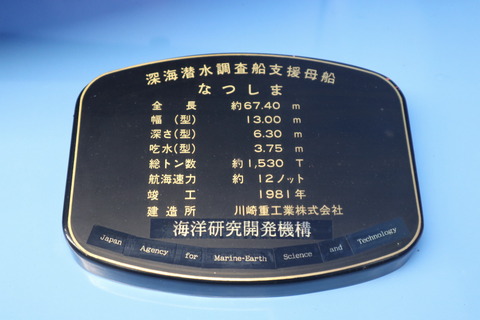 深海潜水調査船支援母船
なつしま
全長 約67.40 m
幅(型) 13.00 m
深さ(型) 6.30 m
吃水(型) 3.75 m
総トン数 約1,530 T
航海速力 約 12ノット
竣工 1981年
建造所 川崎重工業株式会社
海洋研究開発機構
Japan Agency for Marine-Earth Science and Technology